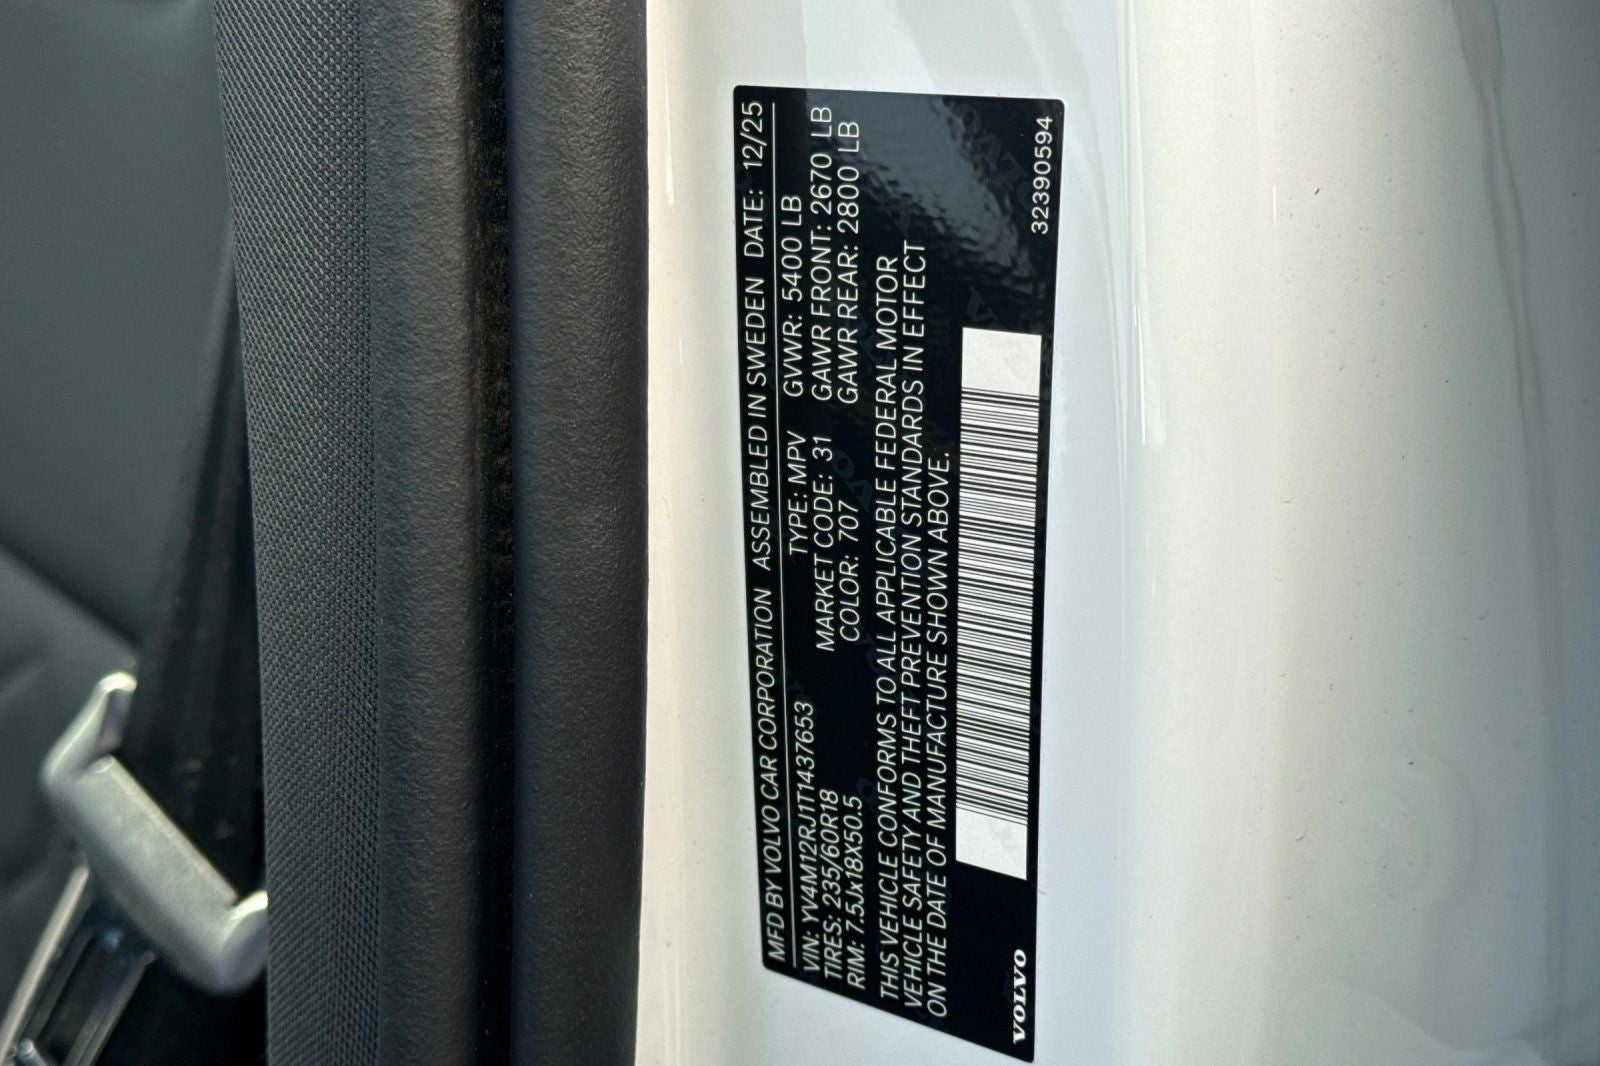 MFD BY VOLVO CAR CORPORATION ASSEMBLED IN SWEDEN DATE: 12/25
VIN: YV4M12RJ1T1437653 TYPE: MPV GVWR: 5400 LB
TIRES: 235/60R18 MARKET CODE: 31 GAWR FRONT: 2670 LB
RIM: 7.5Jx18X50.5 COLOR: 707 GAWR REAR: 2800 LB
THIS VEHICLE CONFORMS TO ALL APPLICABLE FEDERAL MOTOR
VEHICLE SAFETY AND THEFT PREVENTION STANDARDS IN EFFECT
ON THE DATE OF MANUFACTURE SHOWN ABOVE.
VOLVO 32390594